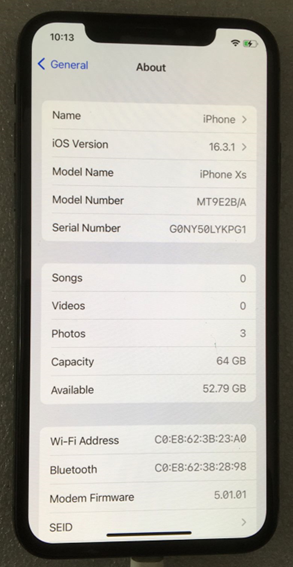 10:13
General
About
Name iPhone
iOS Version 16.3.1
Model Name iPhone Xs
Model Number MT9E2B/A
Serial Number G0NY50LYKPG1
Songs 0
Videos 0
Photos 3
Capacity 64 GB
Available 52.79 GB
Wi-Fi Address C0:E8:62:3B:23:A0
Bluetooth C0:E8:62:38:28:98
Modem Firmware 5.01.01
SEID